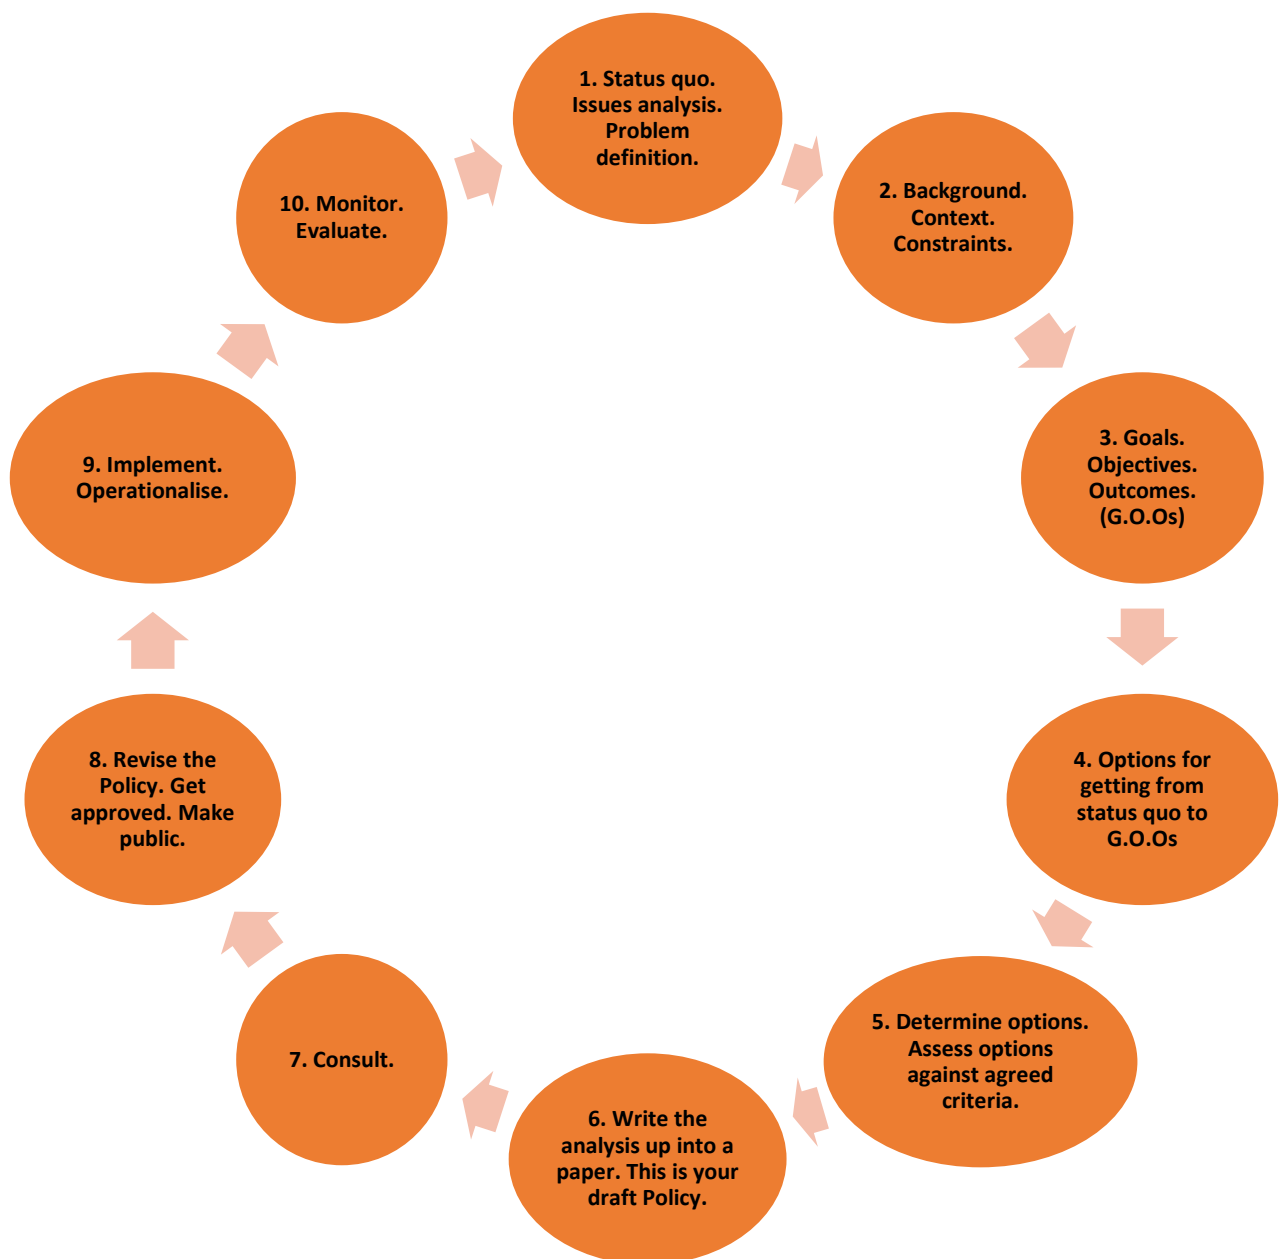 1. Status quo.
Issues analysis.
Problem
definition.
2. Background.
Context.
Constraints.
3. Goals.
Objectives.
Outcomes.
(G.O.Os)
4. Options for
getting from
status quo to
G.O.Os
5. Determine options.
Assess options
against agreed
criteria.
6. Write the
analysis up into a
paper. This is your
draft Policy.
7. Consult.
8. Revise the
Policy. Get
approved. Make
public.
9. Implement.
Operationalise.
10. Monitor.
Evaluate.